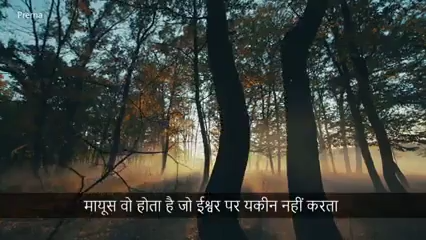 Prerna
मायूस वो होता है जो ईश्वर पर यकीन नहीं करता